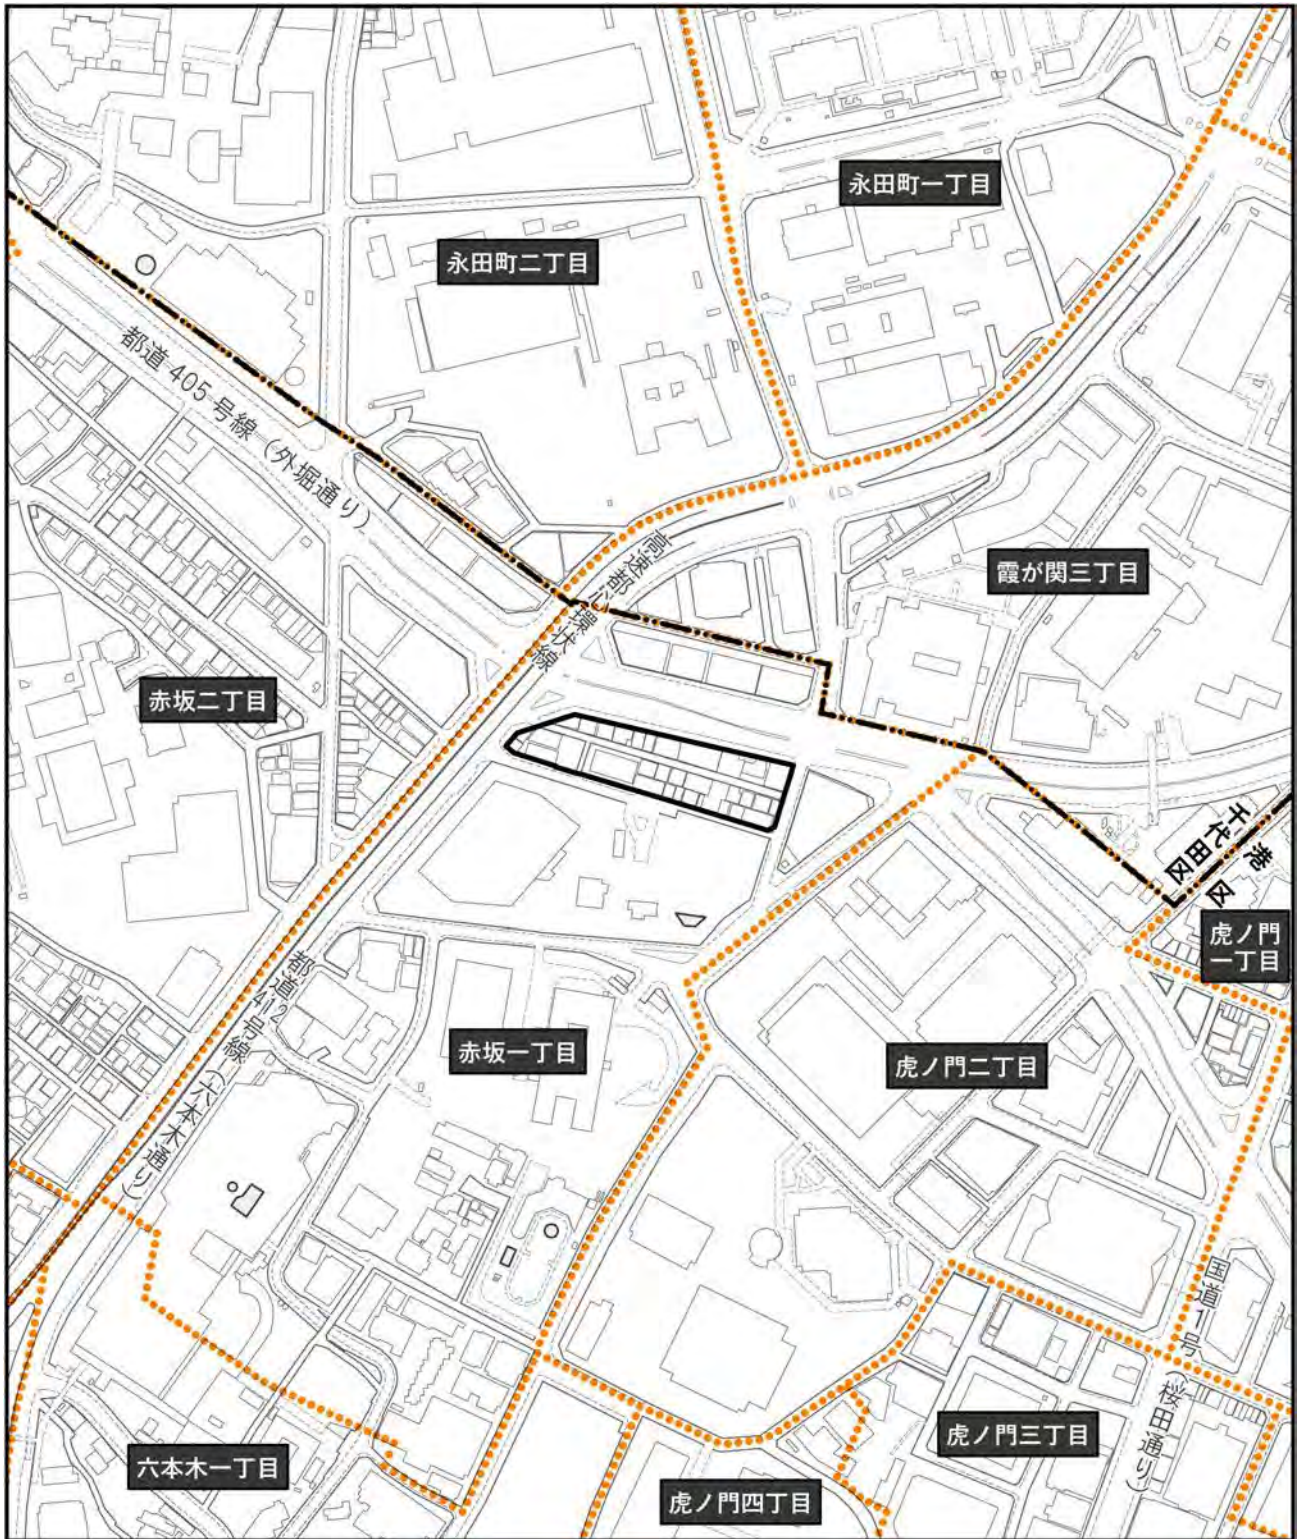 永田町一丁目
永田町二丁目
都道405号線（外堀通り）
高速都心環状線
霞が関三丁目
赤坂二丁目
千代田区
港区
虎ノ門
一丁目
都道412号線（六本木通り）
赤坂一丁目
虎ノ門二丁目
国道1号（桜田通り）
虎ノ門三丁目
六本木一丁目
虎ノ門四丁目